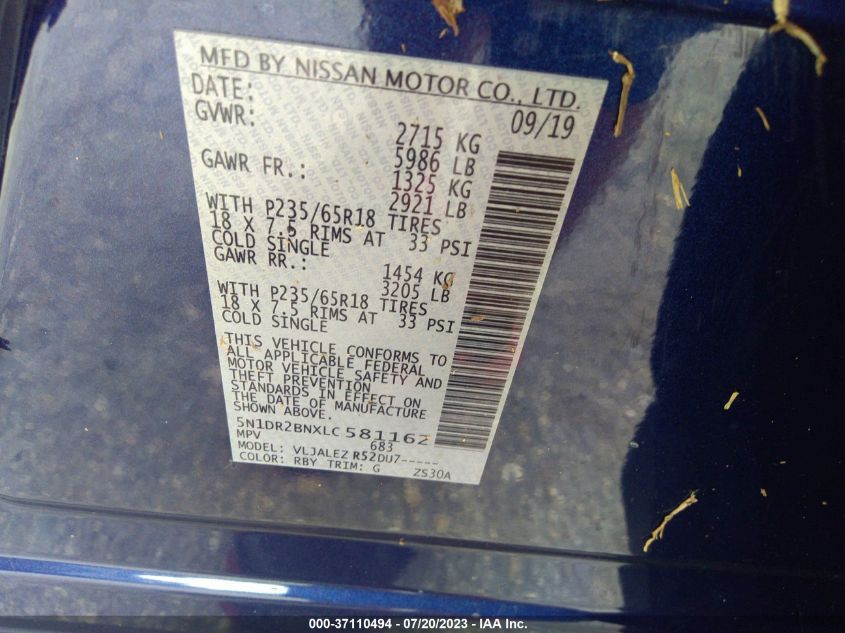 MFD BY NISSAN MOTOR CO., LTD.
DATE: 09/19
GVWR: 2715 KG
5986 LB
GAWR FR.: 1325 KG
2921 LB
WITH P235/65R18 TIRES
18 X 7.5 RIMS AT 33 PSI
COLD SINGLE
GAWR RR.: 1454 KG
3205 LB
WITH P235/65R18 TIRES
18 X 7.5 RIMS AT 33 PSI
COLD SINGLE
THIS VEHICLE CONFORMS TO
ALL APPLICABLE FEDERAL
MOTOR VEHICLE SAFETY AND
THEFT PREVENTION
STANDARDS IN EFFECT ON
THE DATE OF MANUFACTURE
SHOWN ABOVE.
5N1DR2BNXLC581162
MPV 683
MODEL: VLJALEZ R52DU7-----
COLOR: RBY TRIM: G ZS30A
000-37110494 - 07/20/2023 - IAA Inc.